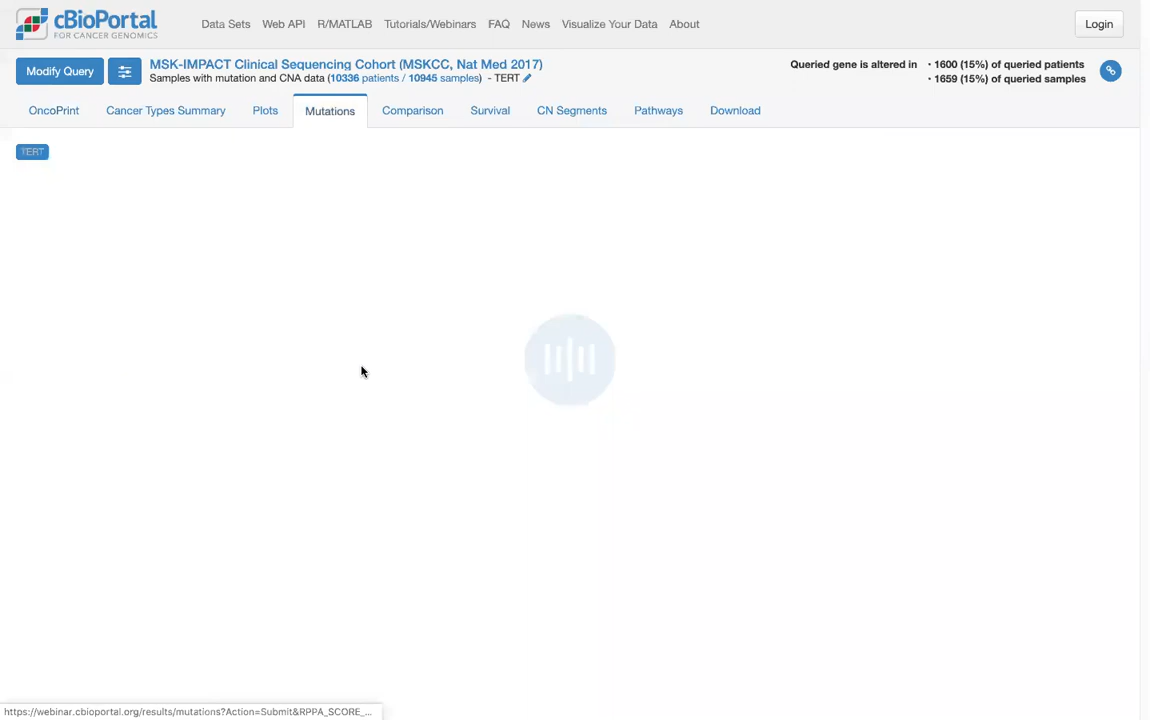 cBioPortal
FOR CANCER GENOMICS
Data Sets Web API R/MATLAB Tutorials/Webinars FAQ News Visualize Your Data About
Login
Modify Query
MSK-IMPACT Clinical Sequencing Cohort (MSKCC, Nat Med 2017)
Samples with mutation and CNA data (10336 patients / 10945 samples) - TERT
Queried gene is altered in
• 1600 (15%) of queried patients
• 1659 (15%) of queried samples
OncoPrint Cancer Types Summary Plots Mutations Comparison Survival CN Segments Pathways Download
TERT
https://webinar.cbioportal.org/results/mutations?Action=Submit&RPPA_SCORE_...